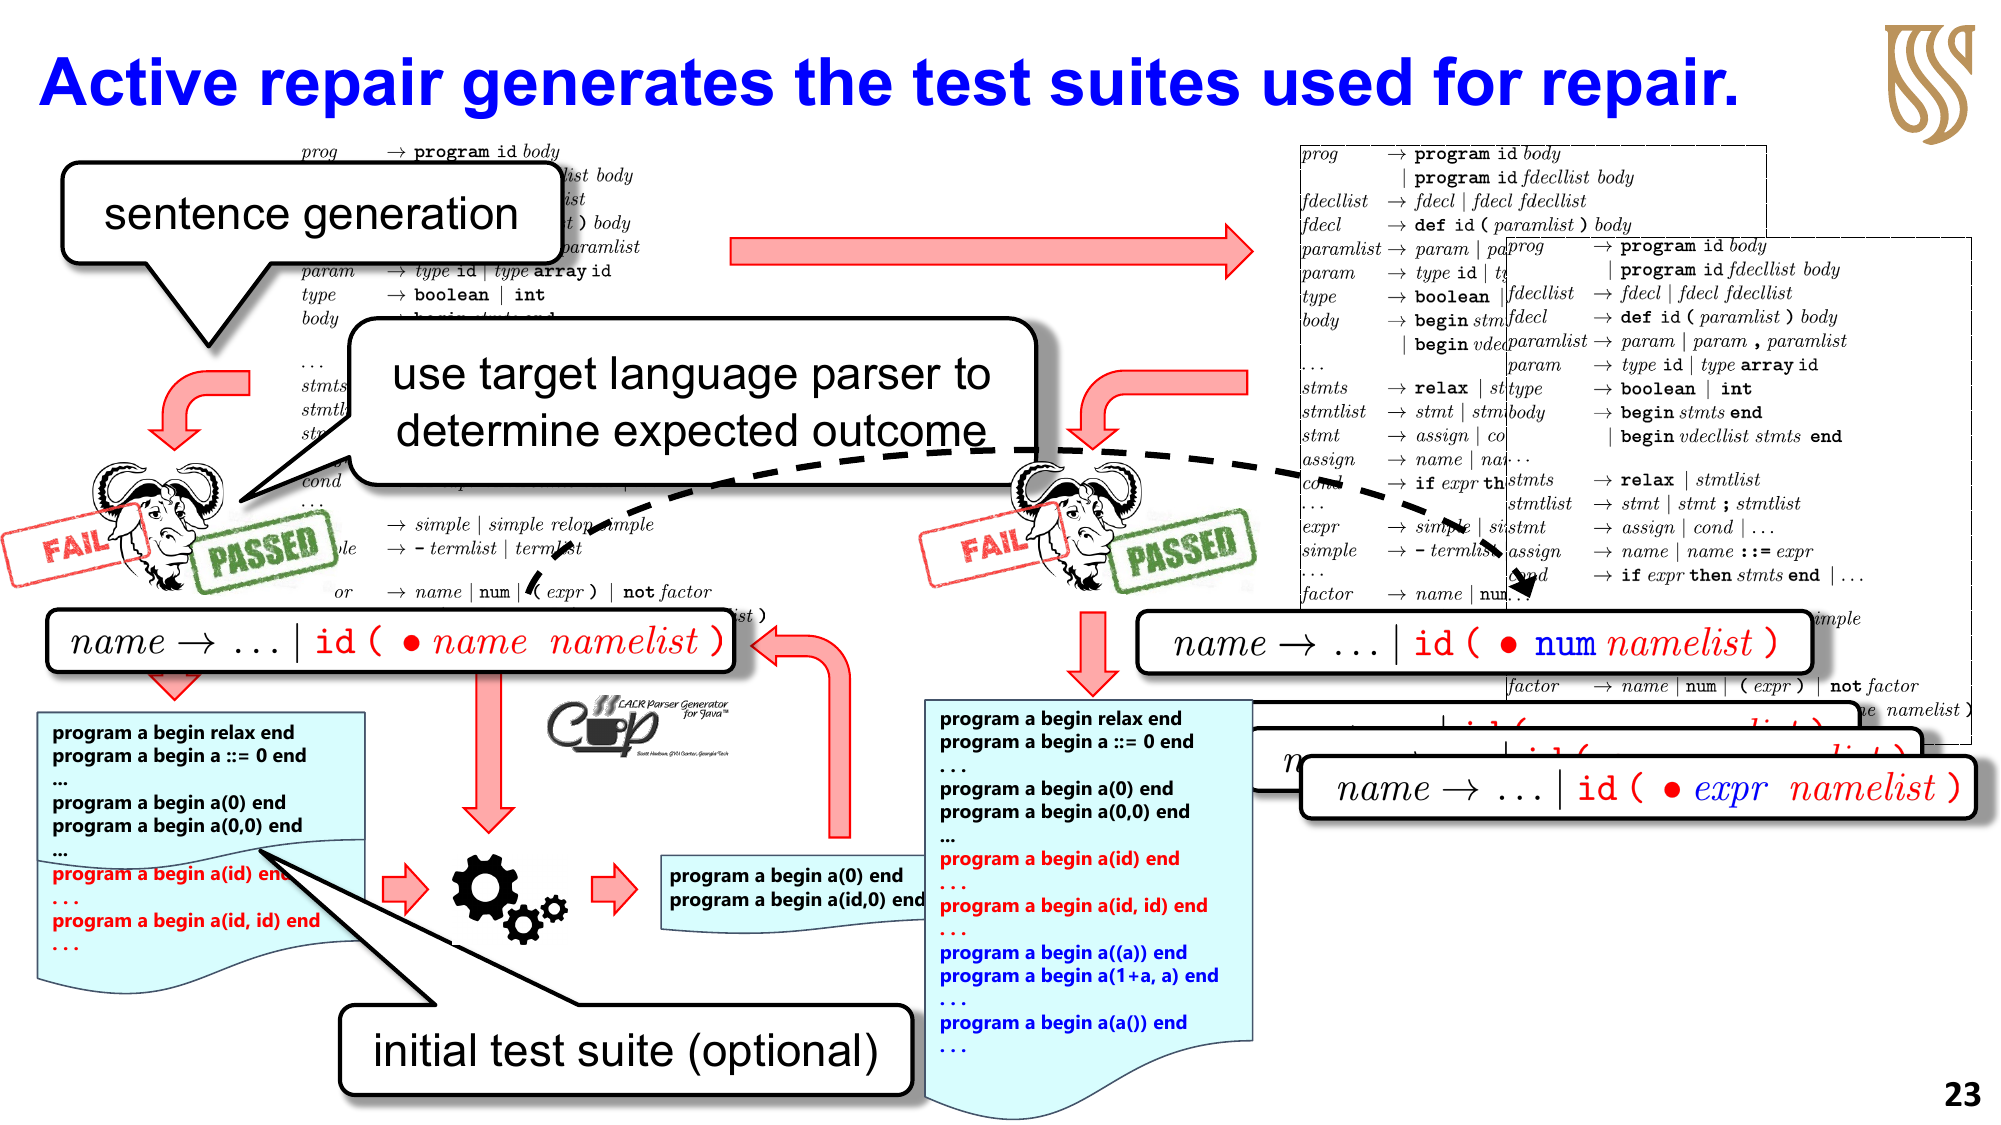 Active repair generates the test suites used for repair.
prog → program id body
list body
sentence generation
ist
st ) body
paramlist
param → type id | type array id
type → boolean | int
body
use target language parser to
determine expected outcome
. . .
stmts
cond
. . .
→ simple | simple relop simple
ple → - termlist | termlist
or → name | num | ( expr ) | not factor
ist )
FAIL
PASSED
name → . . . | id ( • name namelist )
CUP
LALR Parser Generator
for Java™
program a begin relax end
program a begin a ::= 0 end
...
program a begin a(0) end
program a begin a(0,0) end
...
program a begin a(id) end
. . .
program a begin a(id, id) end
. . .
initial test suite (optional)
program a begin a(0) end
program a begin a(id,0) end
FAIL
PASSED
program a begin relax end
program a begin a ::= 0 end
. . .
program a begin a(0) end
program a begin a(0,0) end
...
program a begin a(id) end
. . .
program a begin a(id, id) end
. . .
program a begin a((a)) end
program a begin a(1+a, a) end
. . .
program a begin a(a()) end
. . .
prog → program id body
| program id fdecllist body
fdecllist → fdecl | fdecl fdecllist
fdecl → def id ( paramlist ) body
paramlist → param | pa
param → type id | ty
type → boolean |
body → begin stm
| begin vdec
. . .
stmts → relax | st
stmtlist → stmt | stm
stmt → assign | co
assign → name | nam
cond → if expr th
. . .
expr → simple | si
simple → - termlist
. . .
factor → name | num
prog → program id body
| program id fdecllist body
fdecllist → fdecl | fdecl fdecllist
fdecl → def id ( paramlist ) body
paramlist → param | param , paramlist
param → type id | type array id
type → boolean | int
body → begin stmts end
| begin vdecllist stmts end
. . .
stmts → relax | stmtlist
stmtlist → stmt | stmt ; stmtlist
stmt → assign | cond | . . .
assign → name | name ::= expr
cond → if expr then stmts end | . . .
. . .
imple
name → . . . | id ( • num namelist )
factor → name | num | ( expr ) | not factor
ne namelist )
name → . . . | id ( • expr namelist )
23